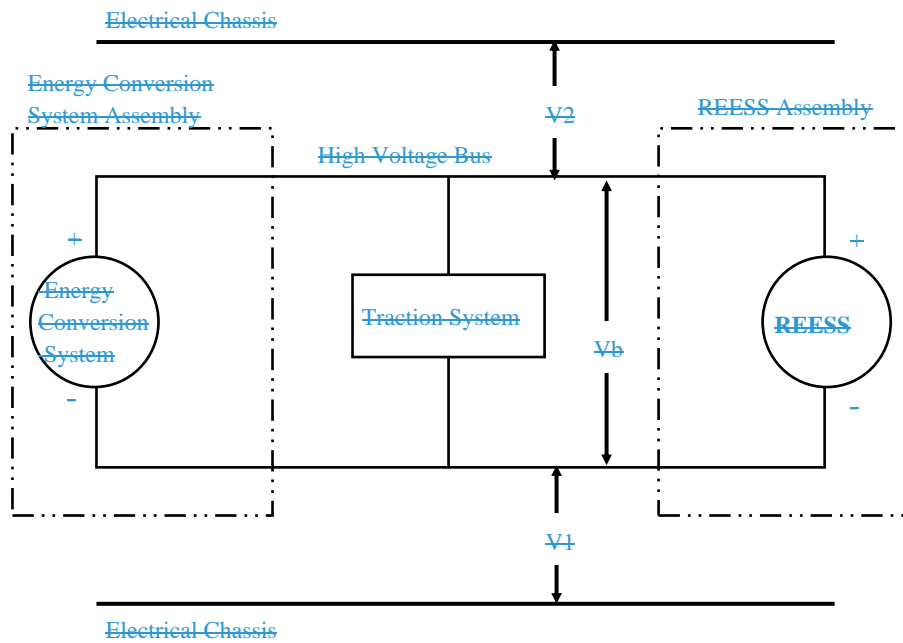 Electrical Chassis
Energy Conversion
System Assembly
V2
REESS Assembly
High Voltage Bus
+
+
Energy
Conversion
System
Traction System
REESS
Vb
-
-
V1
Electrical Chassis